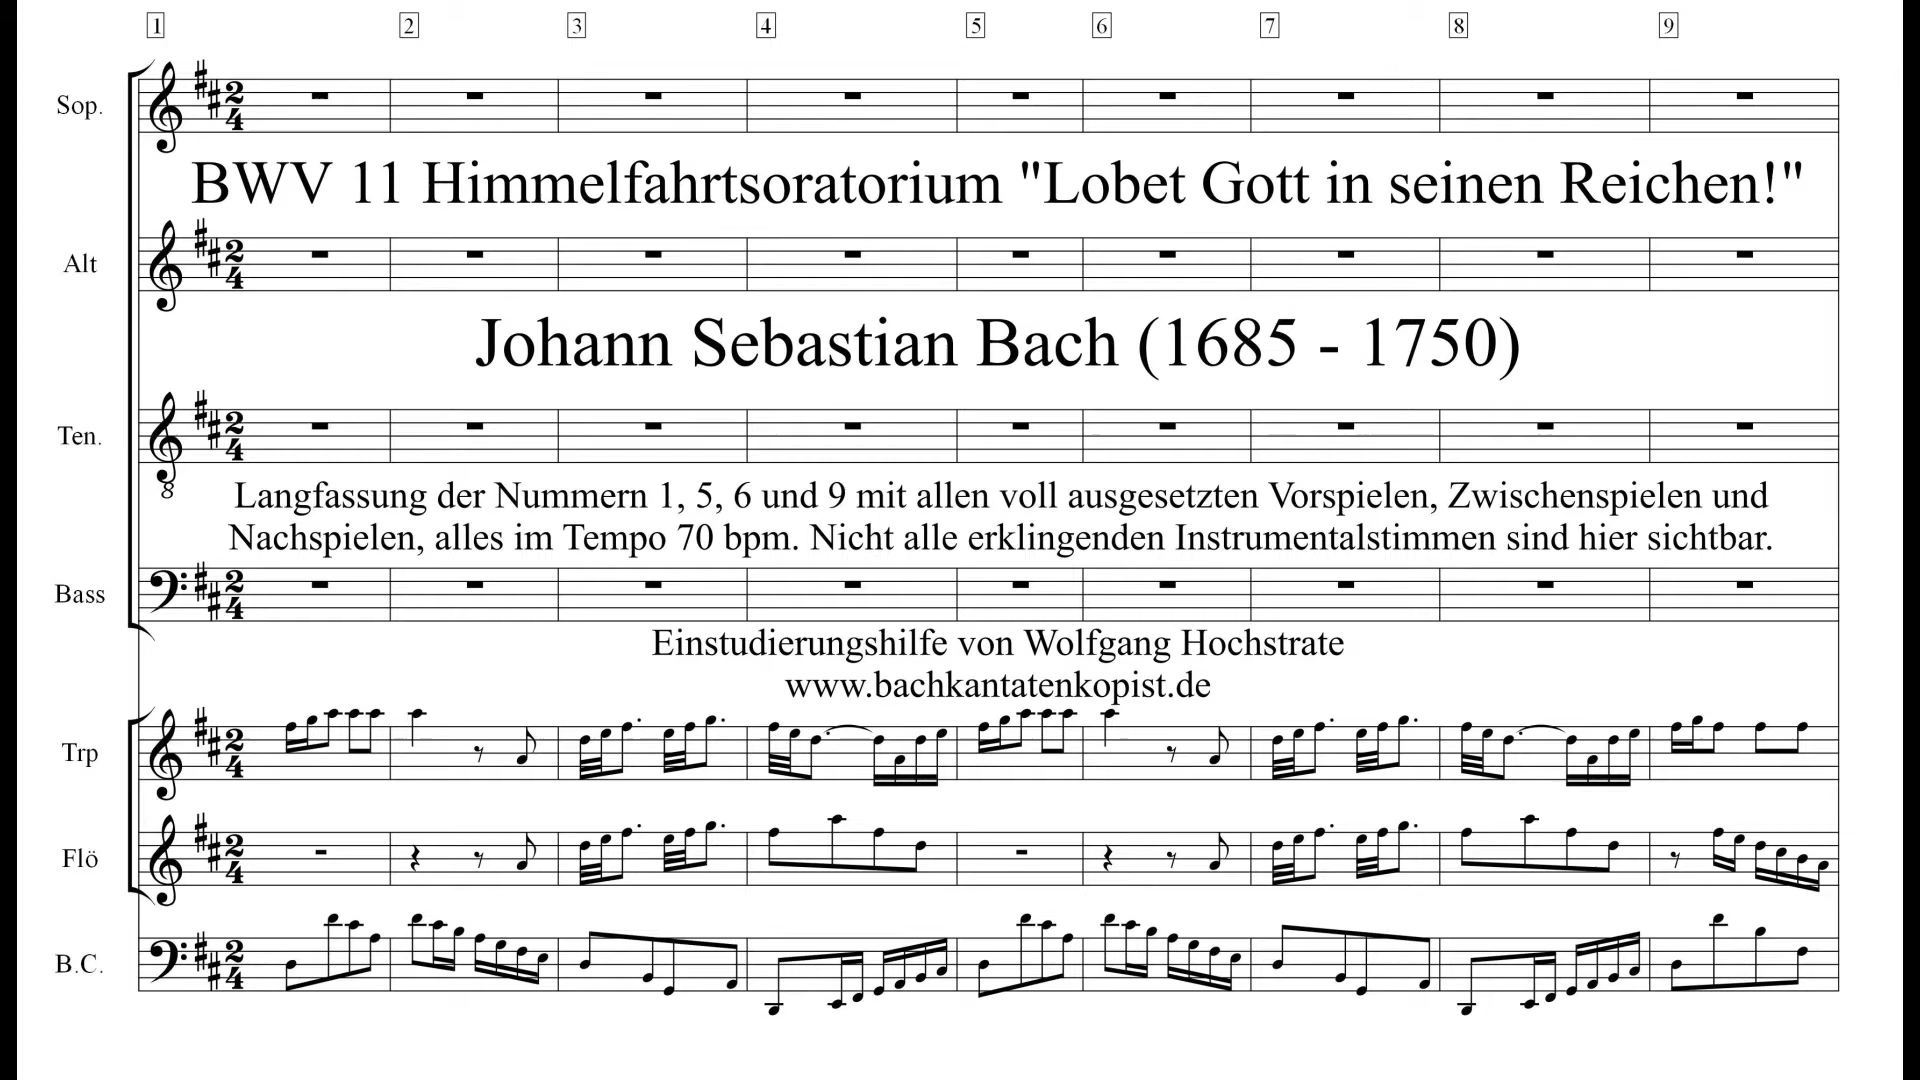 1 2 3 4 5 6 7 8 9
Sop.
BWV 11 Himmelfahrtsoratorium "Lobet Gott in seinen Reichen!"
Alt
Johann Sebastian Bach (1685 - 1750)
Ten.
8
Langfassung der Nummern 1, 5, 6 und 9 mit allen voll ausgesetzten Vorspielen, Zwischenspielen und
Nachspielen, alles im Tempo 70 bpm. Nicht alle erklingenden Instrumentalstimmen sind hier sichtbar.
Bass
Einstudierungshilfe von Wolfgang Hochstrate
www.bachkantatenkopist.de
Trp
Flö
B.C.